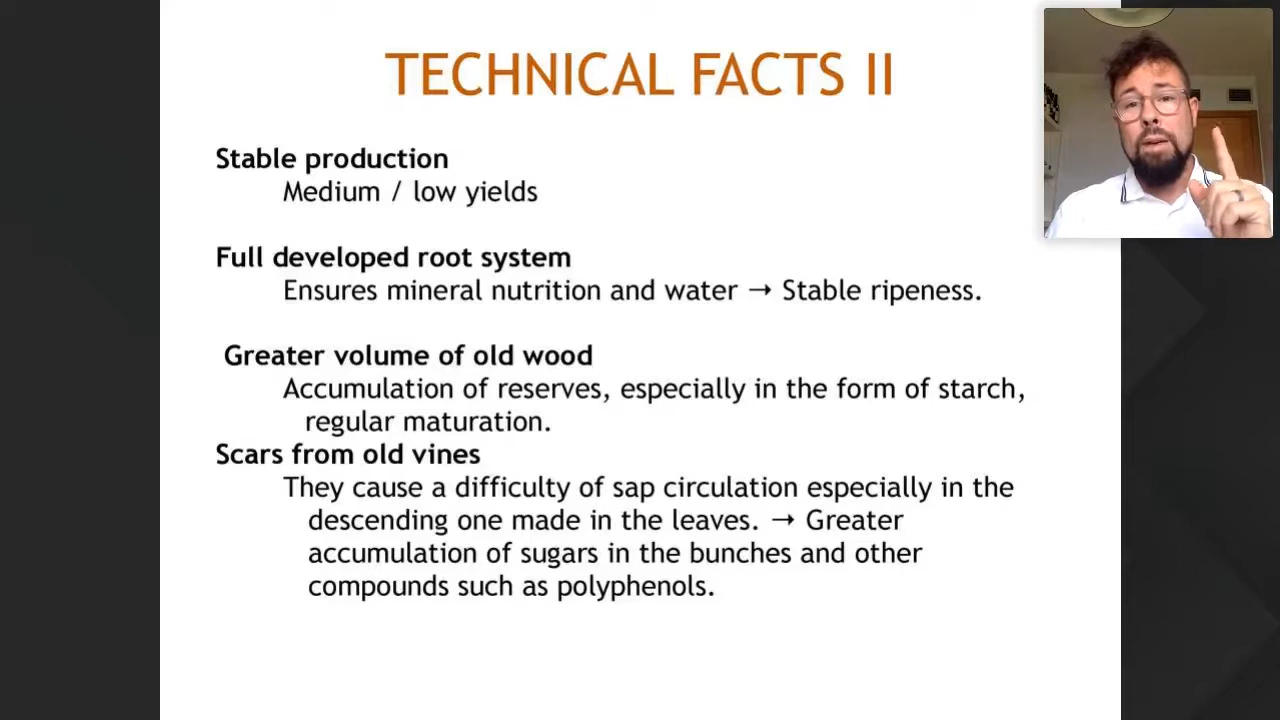 TECHNICAL FACTS II
Stable production
Medium / low yields
Full developed root system
Ensures mineral nutrition and water → Stable ripeness.
Greater volume of old wood
Accumulation of reserves, especially in the form of starch,
regular maturation.
Scars from old vines
They cause a difficulty of sap circulation especially in the
descending one made in the leaves. → Greater
accumulation of sugars in the bunches and other
compounds such as polyphenols.